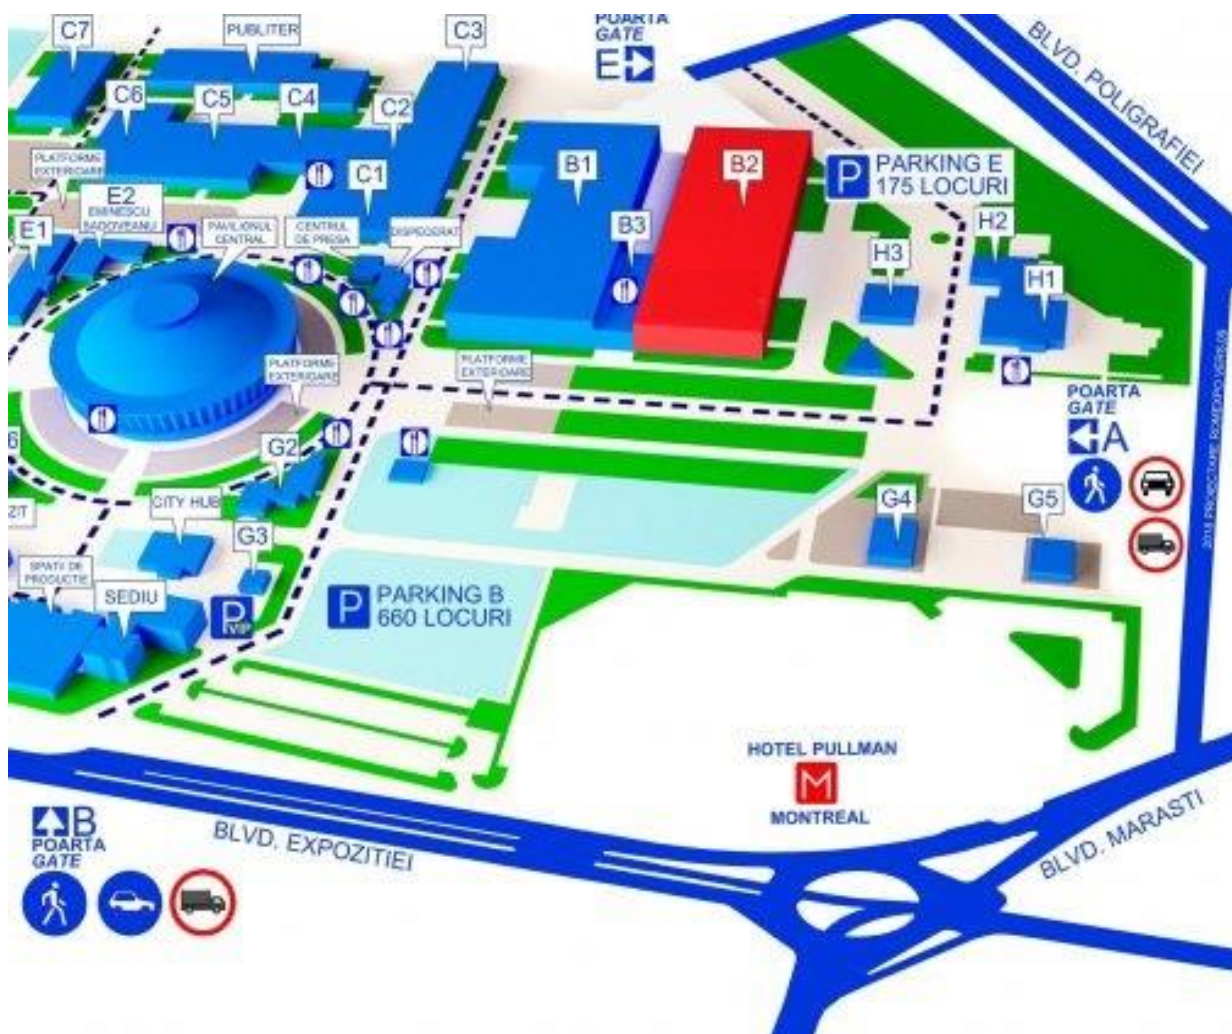 POARTA
GATE
E
C7
PUBLITER
C3
BLVD. POLIGRAFIEI
C6
C5
C4
C2
PLATFORME
EXTERIOARE
C1
B1
B2
P PARKING E
175 LOCURI
E2
EMINESCU
SADOVEANU
E1
PAVILIONUL
CENTRAL
CENTRUL
DE PRESA
DISPECERAT
B3
H3
H2
H1
PLATFORME
EXTERIOARE
PLATFORME
EXTERIOARE
POARTA
GATE
A
6
G2
ZIT
CITY HUB
G3
G4
G5
SPATII DE
PRODUCTIE
SEDIU
P
VIP
P PARKING B
660 LOCURI
HOTEL PULLMAN
M
MONTREAL
B
POARTA
GATE
BLVD. EXPOZITIEI
BLVD. MARASTI